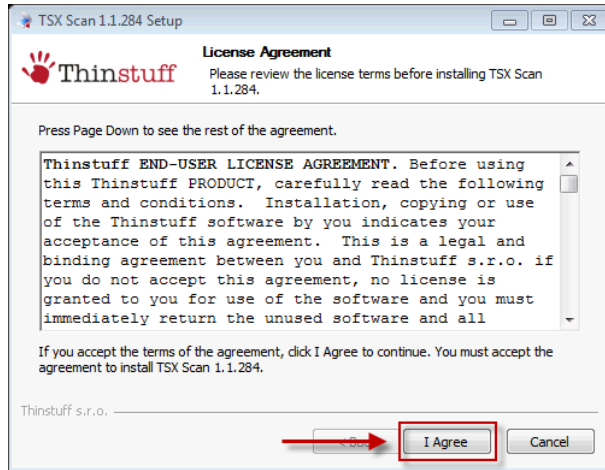 TSX Scan 1.1.284 Setup
Thinstuff
License Agreement
Please review the license terms before installing TSX Scan
1.1.284.
Press Page Down to see the rest of the agreement.
Thinstuff END-USER LICENSE AGREEMENT. Before using
this Thinstuff PRODUCT, carefully read the following
terms and conditions.  Installation, copying or use
of the Thinstuff software by you indicates your
acceptance of this agreement.  This is a legal and
binding agreement between you and Thinstuff s.r.o. if
you do not accept this agreement, no license is
granted to you for use of the software and you must
immediately return the unused software and all
If you accept the terms of the agreement, click I Agree to continue. You must accept the
agreement to install TSX Scan 1.1.284.
Thinstuff s.r.o.
I Agree
Cancel